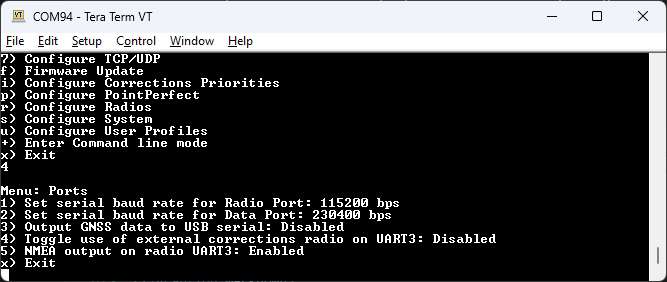 COM94 - Tera Term VT
File Edit Setup Control Window Help
7) Configure TCP/UDP
f) Firmware Update
i) Configure Corrections Priorities
p) Configure PointPerfect
r) Configure Radios
s) Configure System
u) Configure User Profiles
+) Enter Command line mode
x) Exit
4
Menu: Ports
1) Set serial baud rate for Radio Port: 115200 bps
2) Set serial baud rate for Data Port: 230400 bps
3) Output GNSS data to USB serial: Disabled
4) Toggle use of external corrections radio on UART3: Disabled
5) NMEA output on radio UART3: Enabled
x) Exit